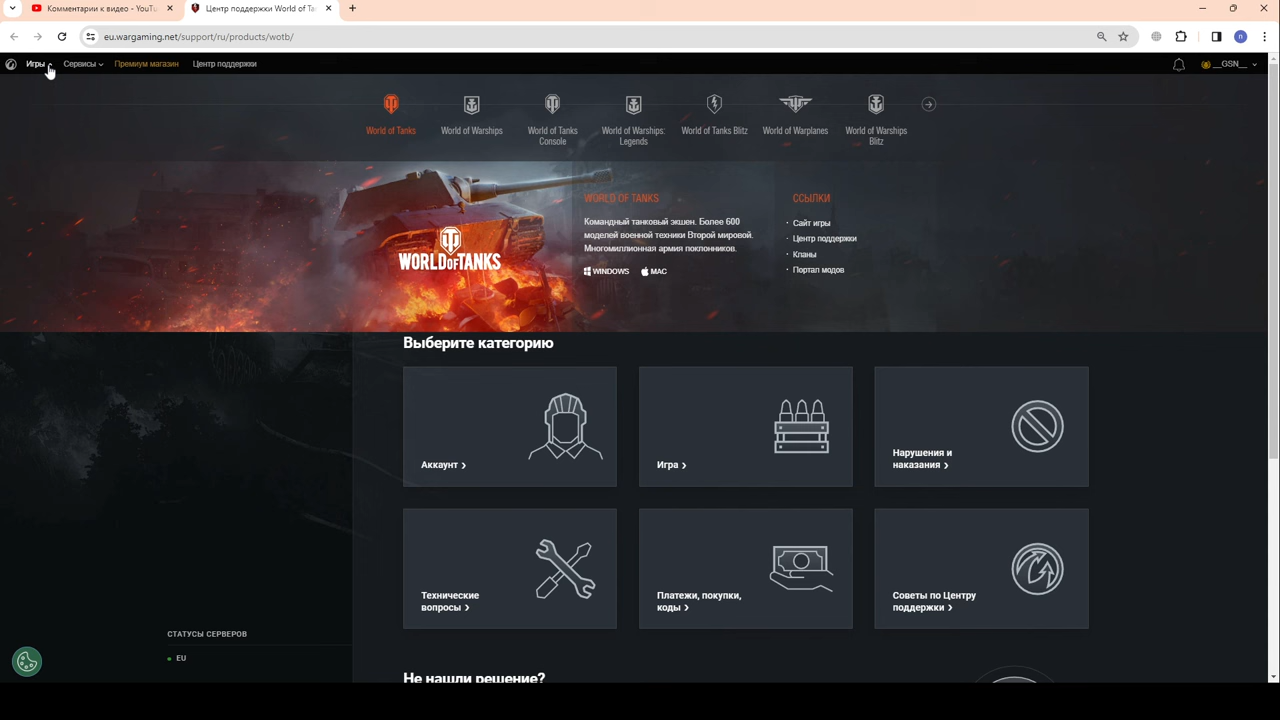 Комментарии к видео - YouTu
Центр поддержки World of Ta
eu.wargaming.net/support/ru/products/wotb/
n
Игры
Сервисы
Премиум магазин
Центр поддержки
__GSN__
World of Tanks
World of Warships
World of Tanks
Console
World of Warships:
Legends
World of Tanks Blitz
World of Warplanes
World of Warships
Blitz
WORLD OF TANKS
WORLD OF TANKS
Командный танковый экшен. Более 600
моделей военной техники Второй мировой.
Многомиллионная армия поклонников.
WINDOWS
MAC
ССЫЛКИ
· Сайт игры
· Центр поддержки
· Кланы
· Портал модов
Выберите категорию
Аккаунт
Игра
Нарушения и
наказания
Технические
вопросы
Платежи, покупки,
коды
Советы по Центру
поддержки
СТАТУСЫ СЕРВЕРОВ
EU
Не нашли решение?